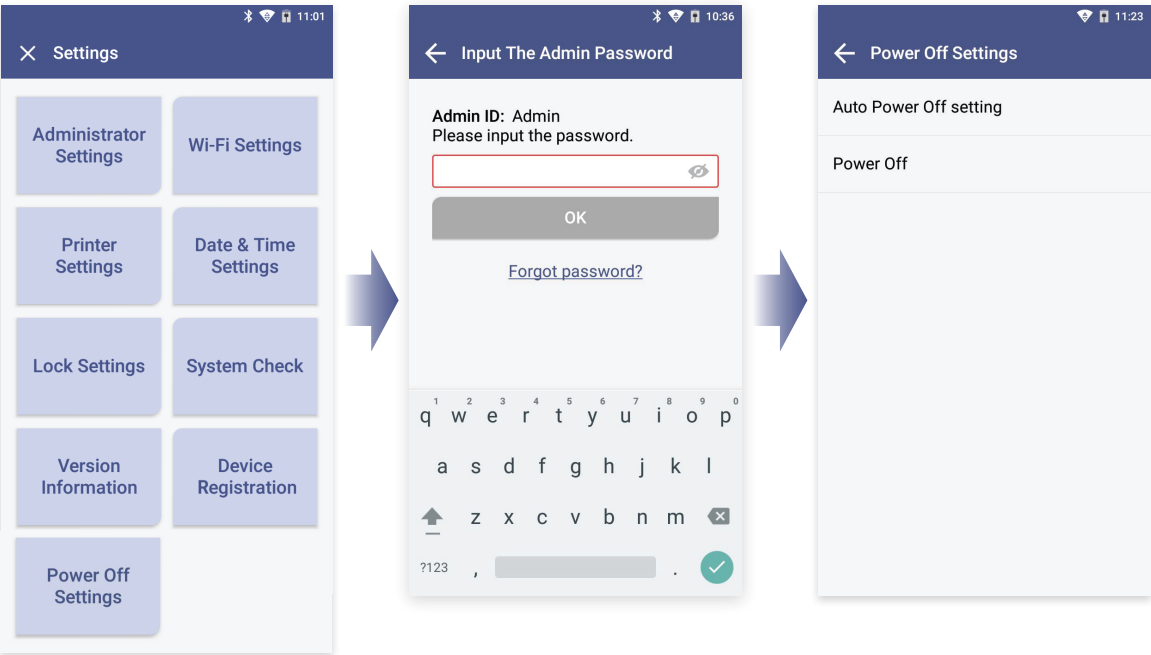 11:01
Settings
Administrator
Settings
Wi-Fi Settings
Printer
Settings
Date & Time
Settings
Lock Settings
System Check
Version
Information
Device
Registration
Power Off
Settings
10:36
Input The Admin Password
Admin ID: Admin
Please input the password.
OK
Forgot password?
1 2 3 4 5 6 7 8 9 0
q w e r t y u i o p
a s d f g h j k l
z x c v b n m
?123 , .
11:23
Power Off Settings
Auto Power Off setting
Power Off